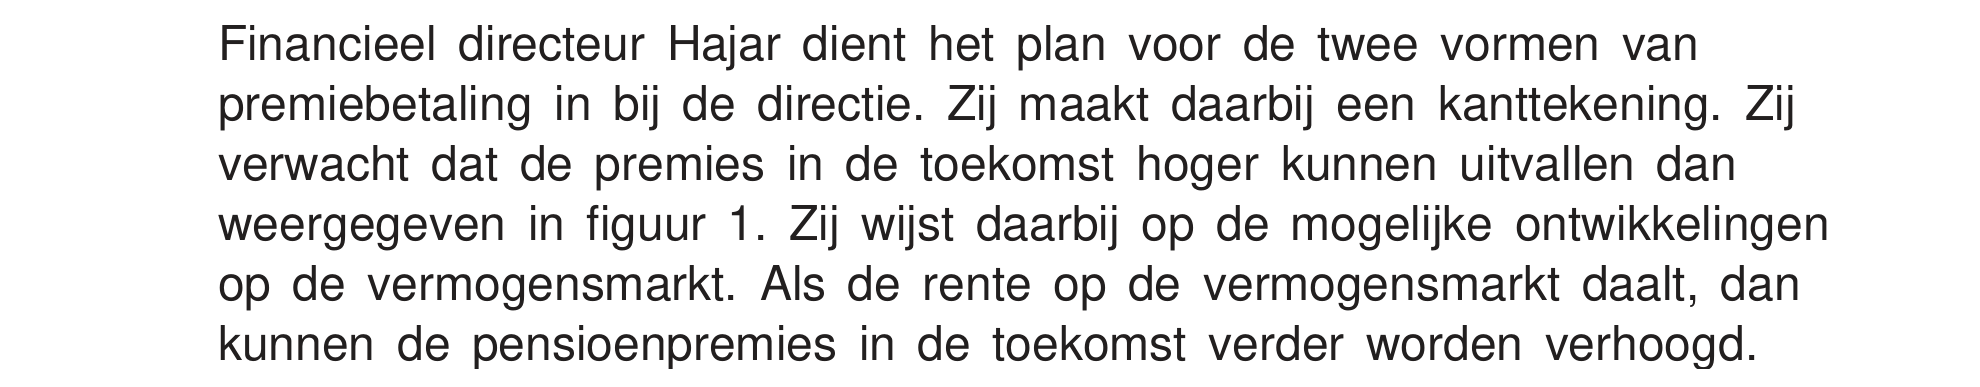 Financieel directeur Hajar dient het plan voor de twee vormen van
premiebetaling in bij de directie. Zij maakt daarbij een kanttekening. Zij
verwacht dat de premies in de toekomst hoger kunnen uitvallen dan
weergegeven in figuur 1. Zij wijst daarbij op de mogelijke ontwikkelingen
op de vermogensmarkt. Als de rente op de vermogensmarkt daalt, dan
kunnen de pensioenpremies in de toekomst verder worden verhoogd.